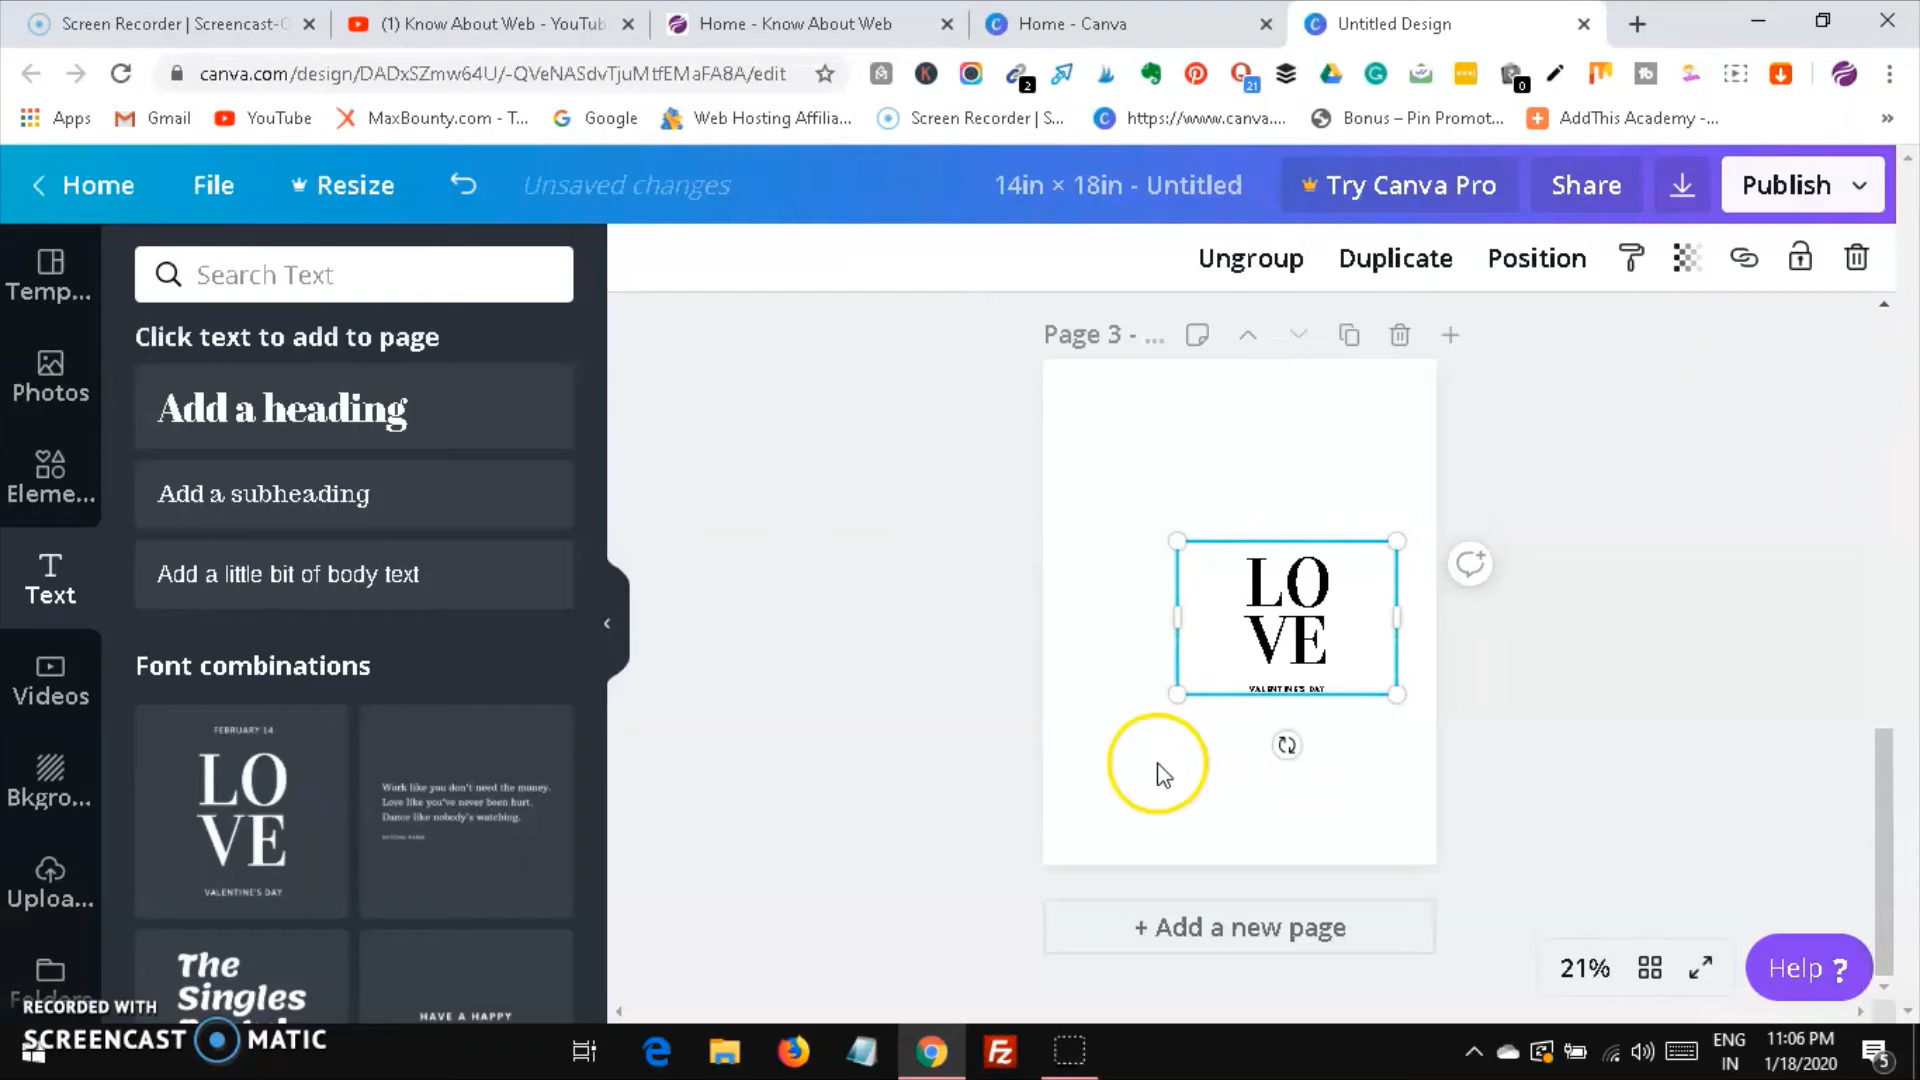 Screen Recorder | Screencast-O
(1) Know About Web - YouTub
Home - Know About Web
Home - Canva
Untitled Design
canva.com/design/DADxSZmw64U/-QVeNASdvTjuMtfEMaFA8A/edit
2
21
0
Apps
Gmail
YouTube
MaxBounty.com - T...
Google
Web Hosting Affilia...
Screen Recorder | S...
https://www.canva....
Bonus – Pin Promot...
AddThis Academy -...
Home
File
Resize
Unsaved changes
14in × 18in - Untitled
Try Canva Pro
Share
Publish
Temp...
Photos
Eleme...
Text
Videos
Bkgro...
Uploa...
Folders
Search Text
Click text to add to page
Add a heading
Add a subheading
Add a little bit of body text
Font combinations
FEBRUARY 14
LO
VE
VALENTINE'S DAY
Work like you don't need the money.
Love like you've never been hurt.
Dance like nobody's watching.
The
Singles
HAVE A HAPPY
Ungroup
Duplicate
Position
Page 3 - ...
LO
VE
VALENTINE'S DAY
+ Add a new page
21%
Help ?
RECORDED WITH
SCREENCAST MATIC
ENG
IN
11:06 PM
1/18/2020
5